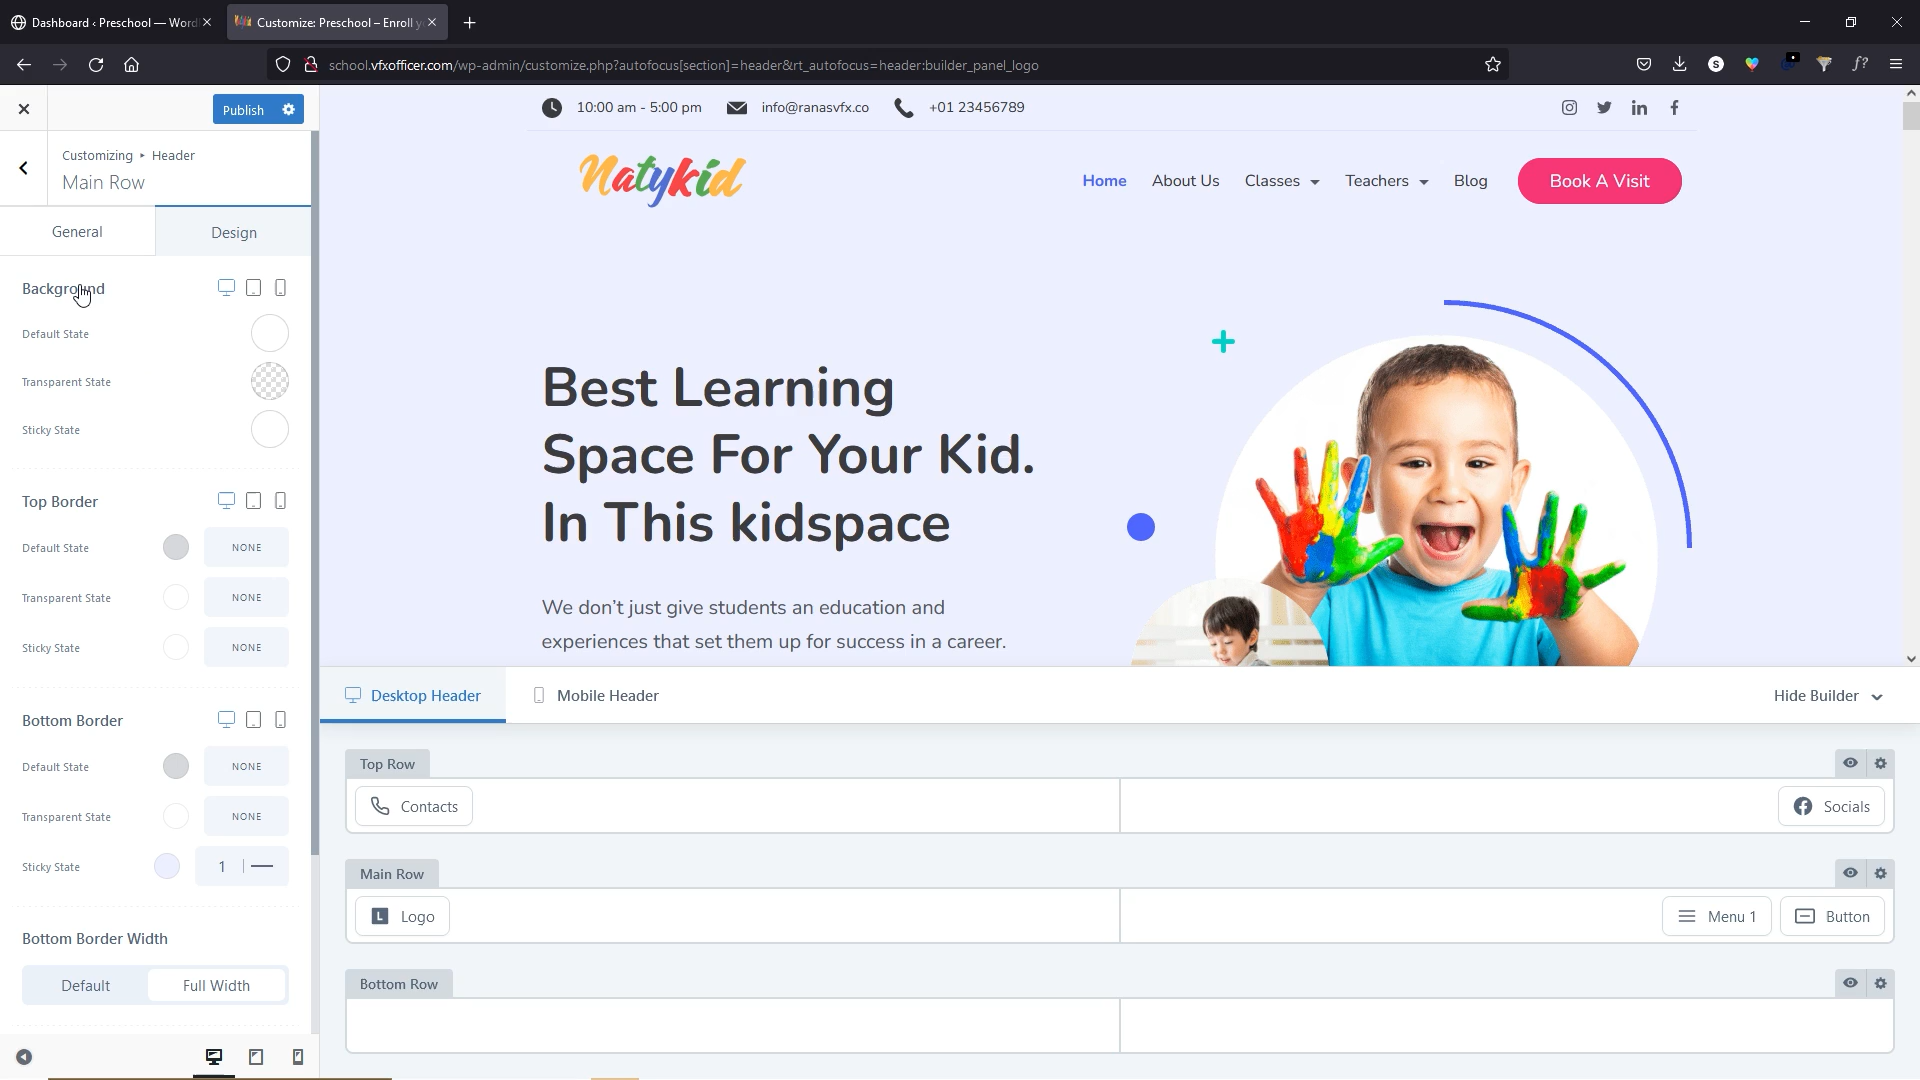 Dashboard ‹ Preschool — Word
Customize: Preschool – Enroll y
school.vfxofficer.com/wp-admin/customize.php?autofocus[section]=header&rt_autofocus=header:builder_panel_logo
Publish
Customizing ▸ Header
Main Row
General
Design
Background
Default State
Transparent State
Sticky State
Top Border
Default State
NONE
Transparent State
NONE
Sticky State
NONE
Bottom Border
Default State
NONE
Transparent State
NONE
Sticky State
1
Bottom Border Width
Default
Full Width
10:00 am - 5:00 pm
info@ranasvfx.co
+01 23456789
Natykid
Home
About Us
Classes
Teachers
Blog
Book A Visit
Best Learning
Space For Your Kid.
In This kidspace
We don’t just give students an education and
experiences that set them up for success in a career.
Desktop Header
Mobile Header
Hide Builder
Top Row
Contacts
Socials
Main Row
L Logo
Menu 1
Button
Bottom Row